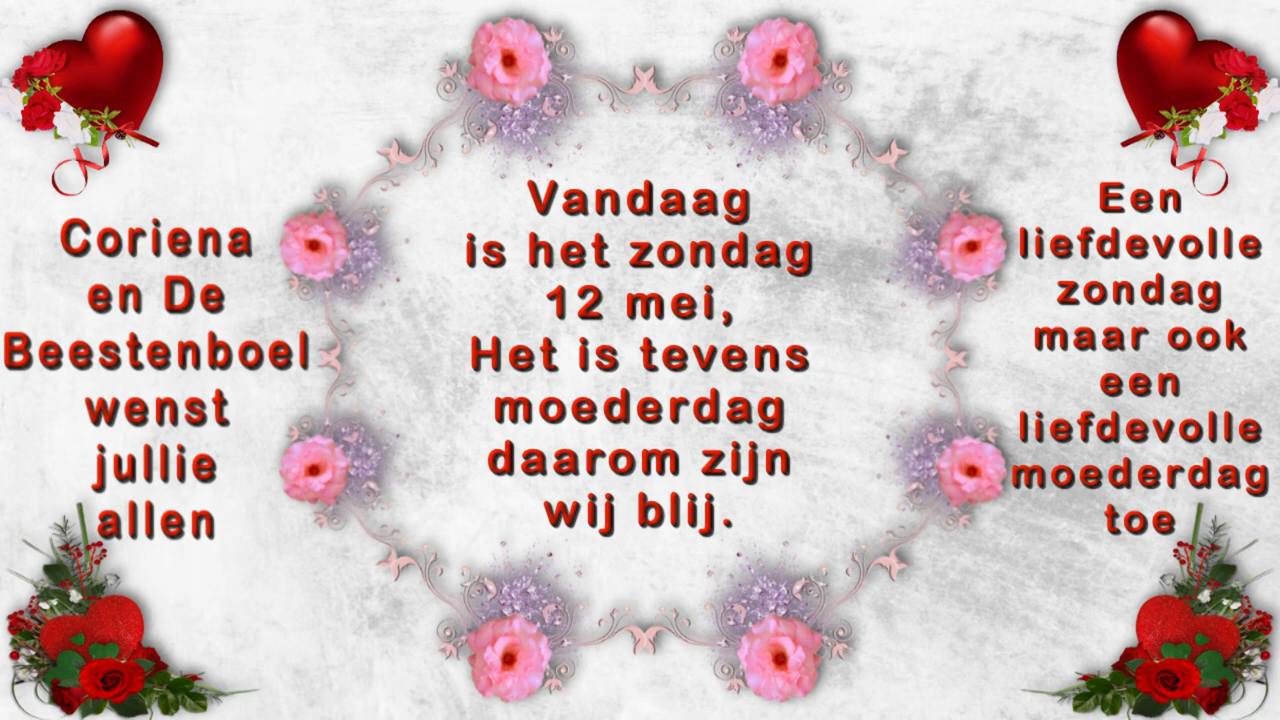 Coriena
en De
Beestenboel
wenst
jullie
allen
Vandaag
is het zondag
12 mei,
Het is tevens
moederdag
daarom zijn
wij blij.
Een
liefdevolle
zondag
maar ook
een
liefdevolle
moederdag
toe